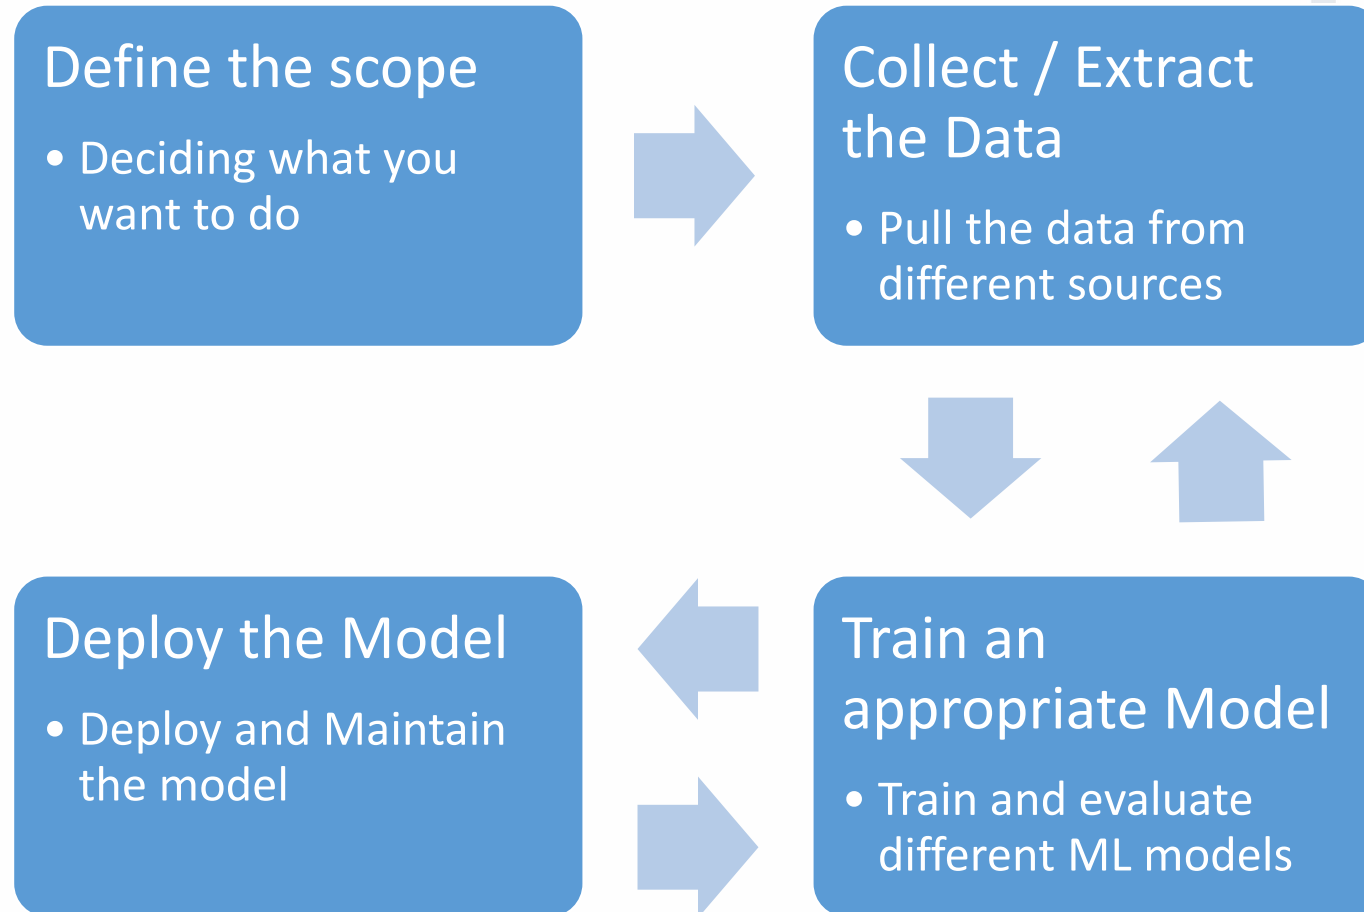 Define the scope
• Deciding what you
want to do
Collect / Extract
the Data
• Pull the data from
different sources
Train an
appropriate Model
• Train and evaluate
different ML models
Deploy the Model
• Deploy and Maintain
the model